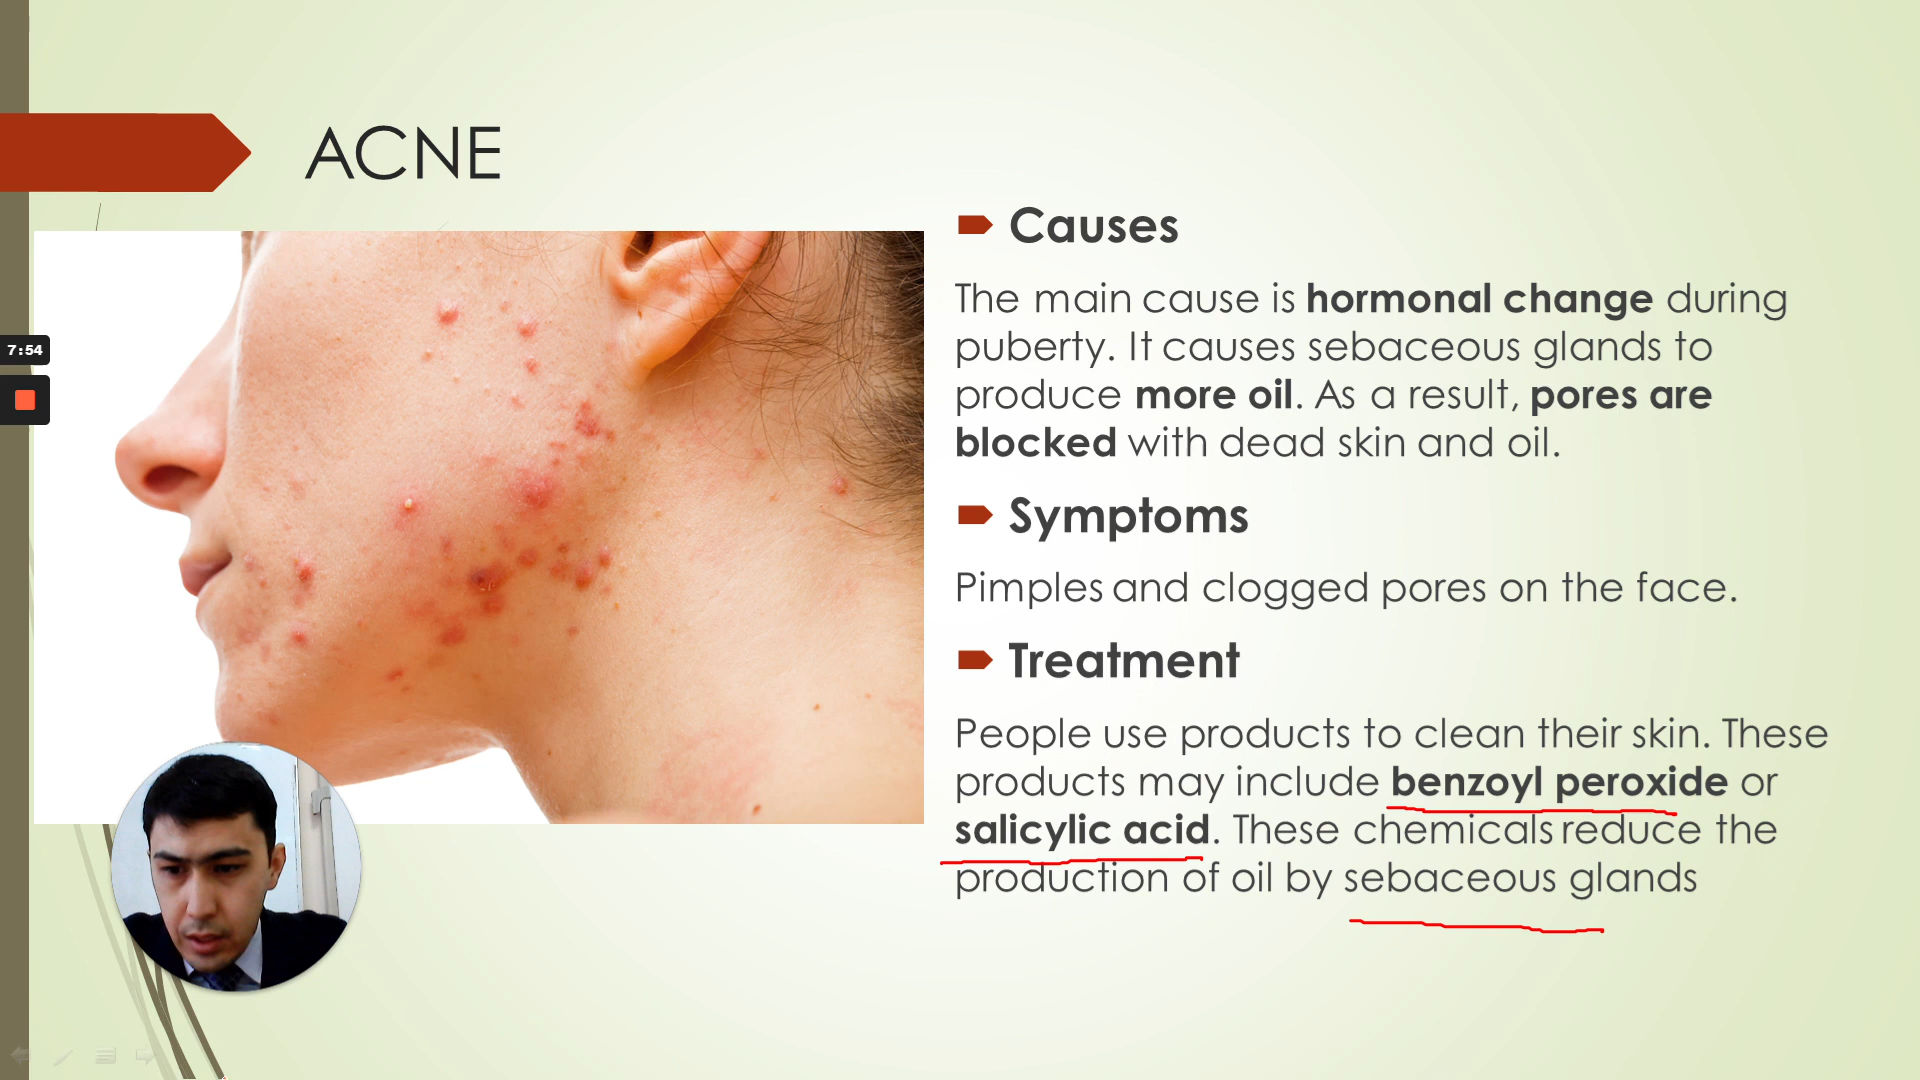 ACNE
Causes
The main cause is hormonal change during
puberty. It causes sebaceous glands to
produce more oil. As a result, pores are
blocked with dead skin and oil.
Symptoms
Pimples and clogged pores on the face.
Treatment
People use products to clean their skin. These
products may include benzoyl peroxide or
salicylic acid. These chemicals reduce the
production of oil by sebaceous glands
7:54